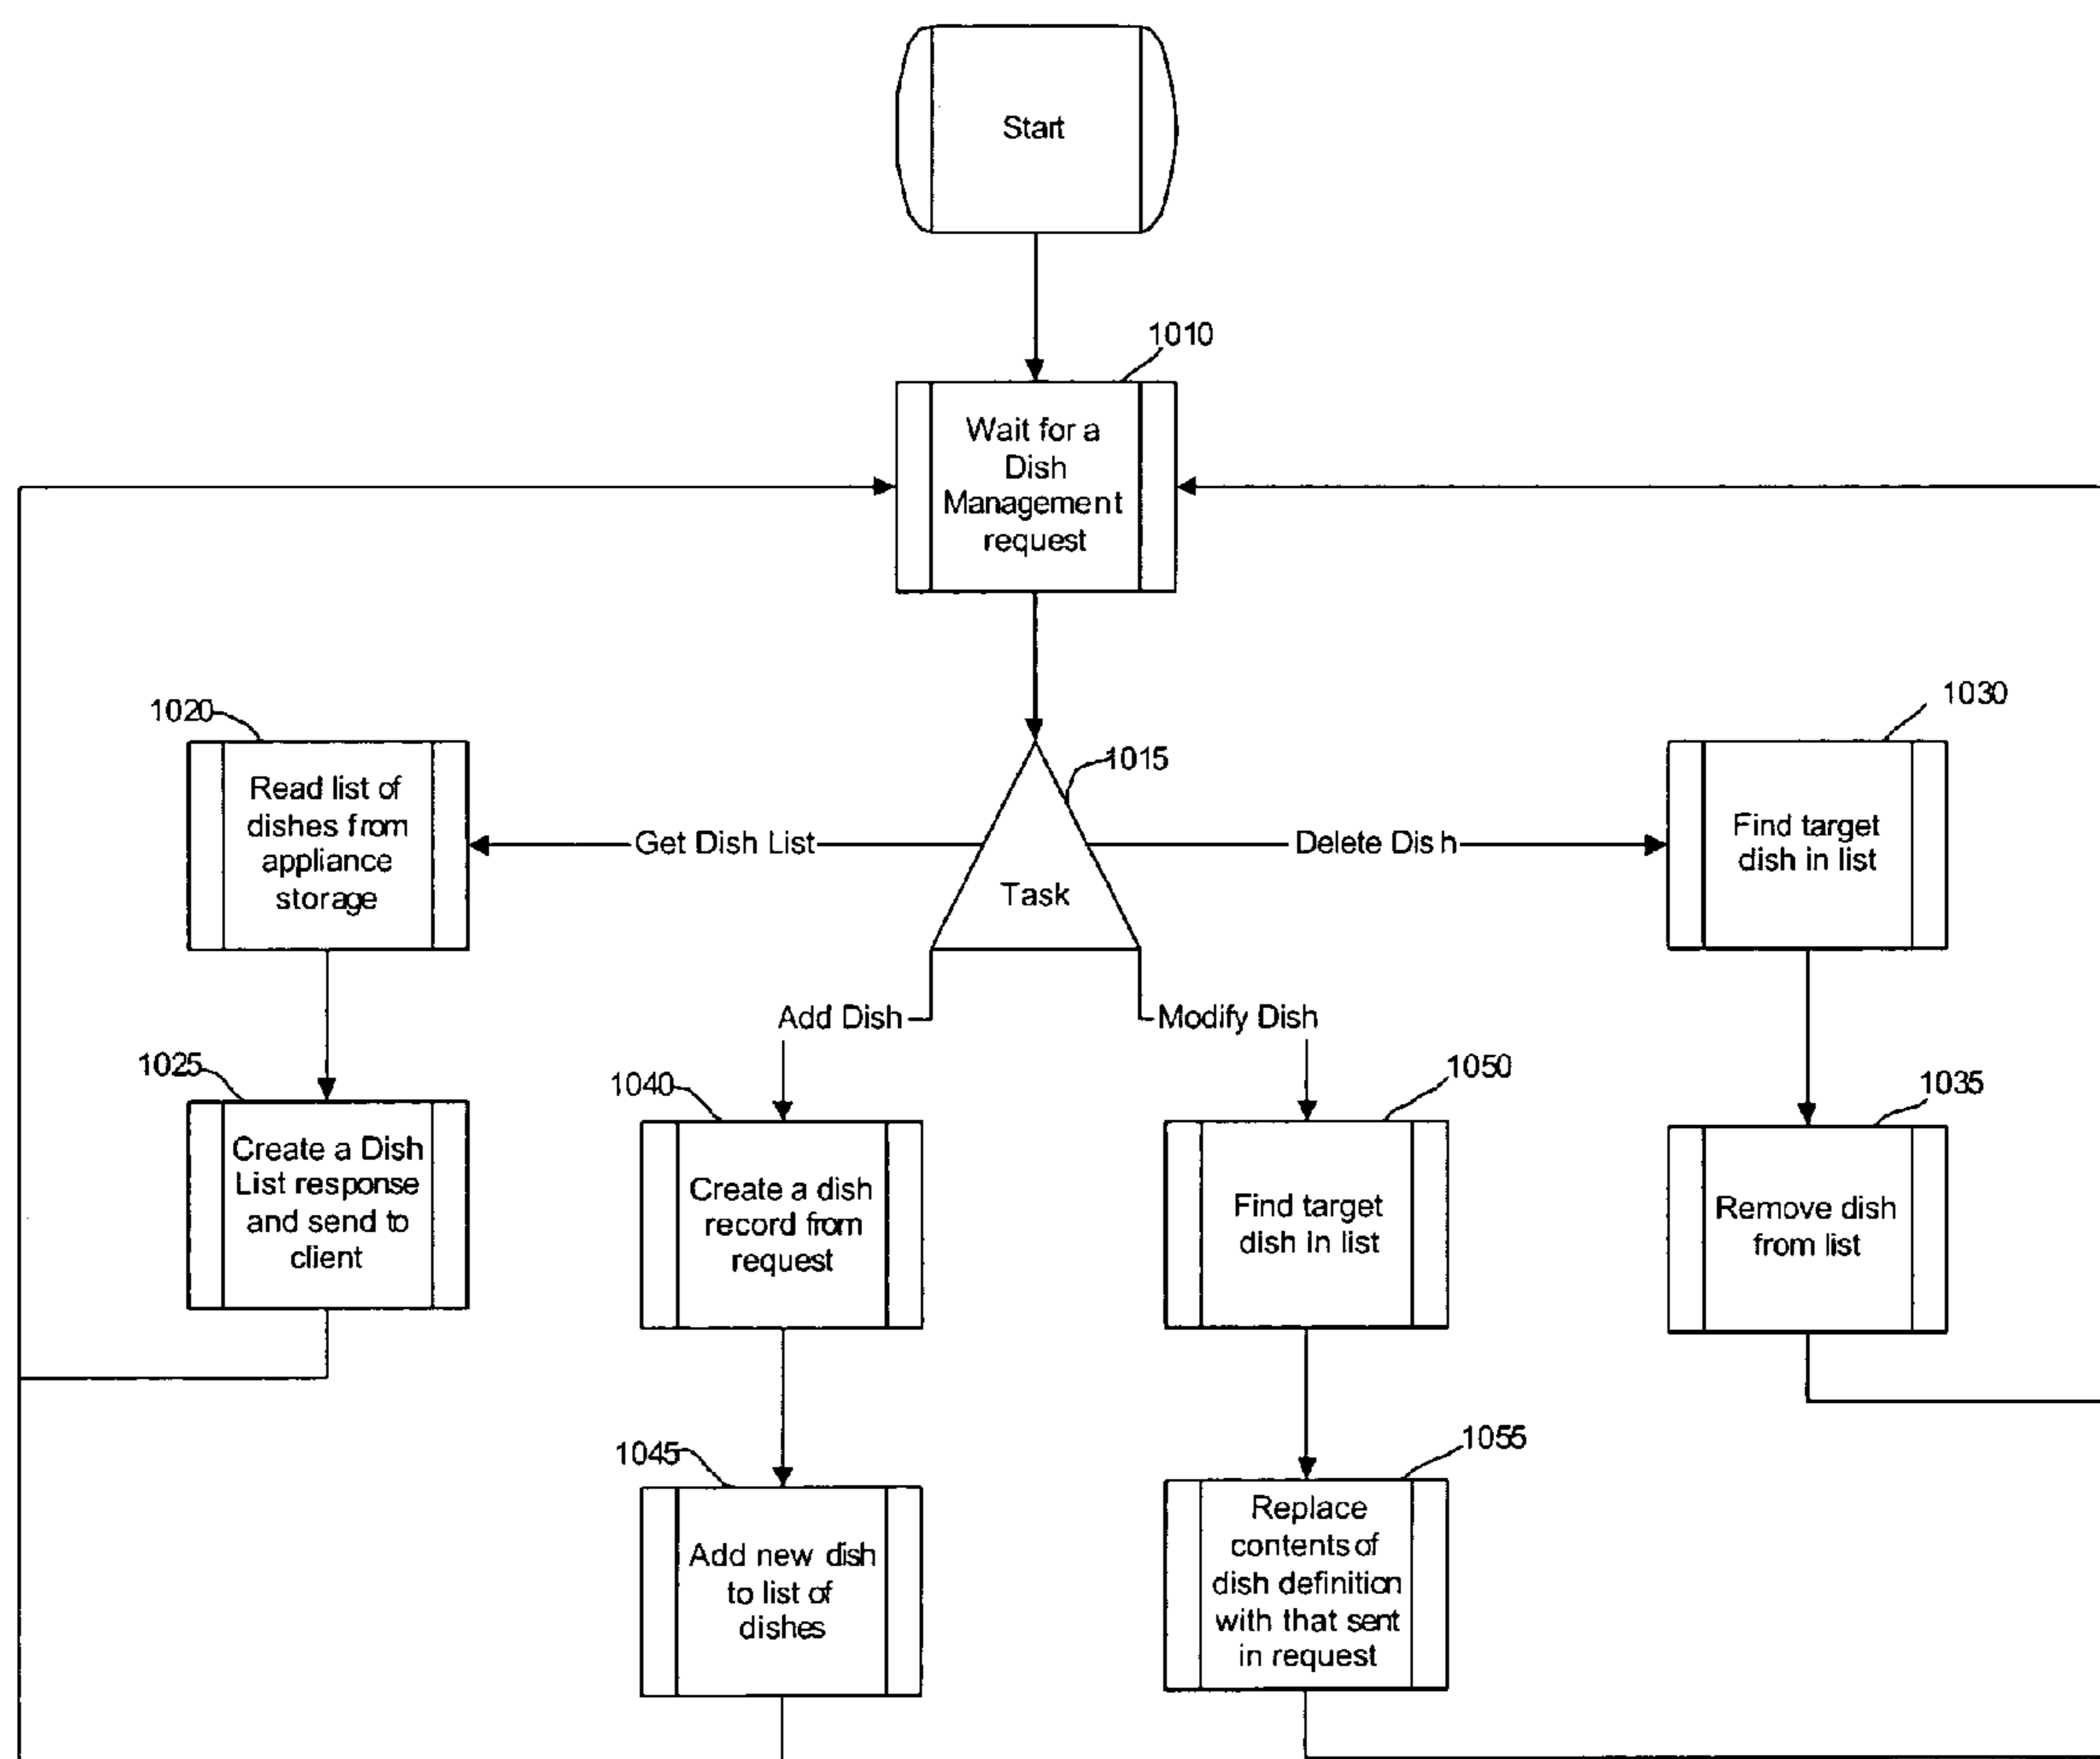 Start
1010
Wait for a
Dish
Management
request
1020
1015
1030
Read list of
dishes from
appliance
storage
Get Dish List
Task
Delete Dish
Find target
dish in list
Add Dish
Modify Dish
1025
1040
1050
1035
Create a Dish
List response
and send to
client
Create a dish
record from
request
Find target
dish in list
Remove dish
from list
1045
1055
Add new dish
to list of
dishes
Replace
contents of
dish definition
with that sent
in request